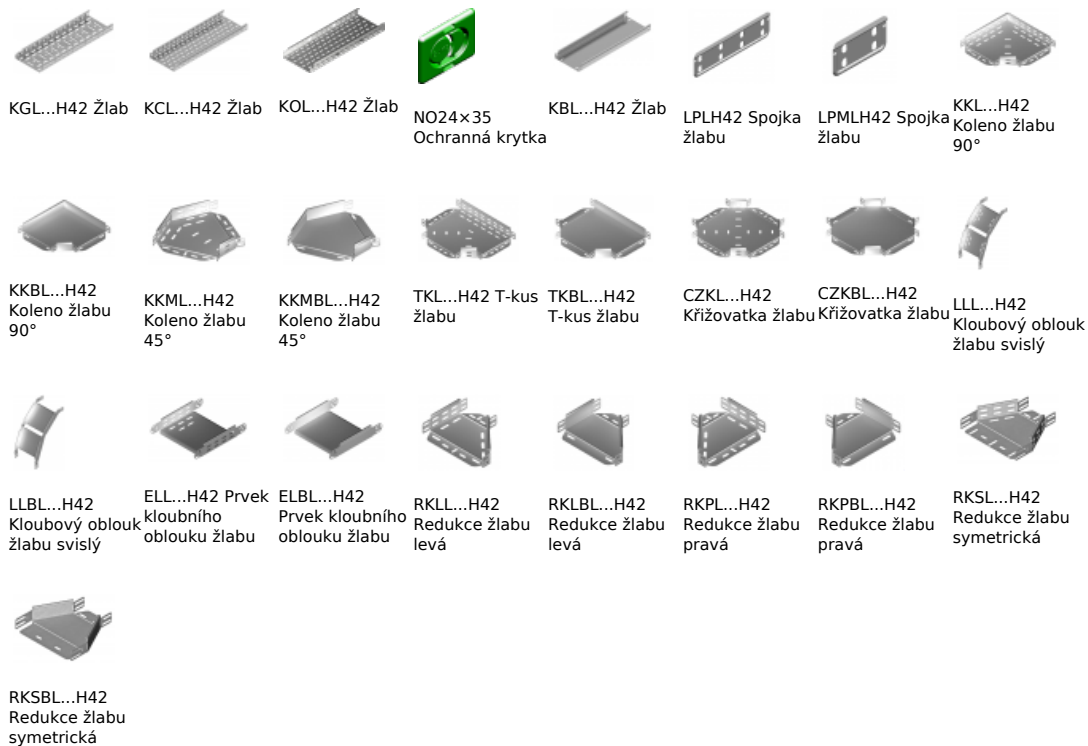 KGL...H42 Žlab
KCL...H42 Žlab
KOL...H42 Žlab
NO24×35
Ochranná krytka
KBL...H42 Žlab
LPLH42 Spojka
žlabu
LPMLH42 Spojka
žlabu
KKL...H42
Koleno žlabu
90°
KKBL...H42
Koleno žlabu
90°
KKML...H42
Koleno žlabu
45°
KKMBL...H42
Koleno žlabu
45°
TKL...H42 T-kus
žlabu
TKBL...H42
T-kus žlabu
CZKL...H42
Křižovatka žlabu
CZKBL...H42
Křižovatka žlabu
LLL...H42
Kloubový oblouk
žlabu svislý
LLBL...H42
Kloubový oblouk
žlabu svislý
ELL...H42 Prvek
kloubního
oblouku žlabu
ELBL...H42
Prvek kloubního
oblouku žlabu
RKLL...H42
Redukce žlabu
levá
RKLBL...H42
Redukce žlabu
levá
RKPL...H42
Redukce žlabu
pravá
RKPBL...H42
Redukce žlabu
pravá
RKSL...H42
Redukce žlabu
symetrická
RKSBL...H42
Redukce žlabu
symetrická